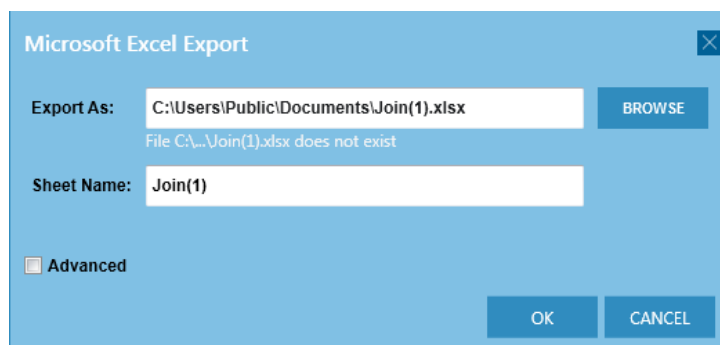 Microsoft Excel Export
Export As: C:\Users\Public\Documents\Join(1).xlsx BROWSE
File C:\...\Join(1).xlsx does not exist
Sheet Name: Join(1)
Advanced
OK CANCEL